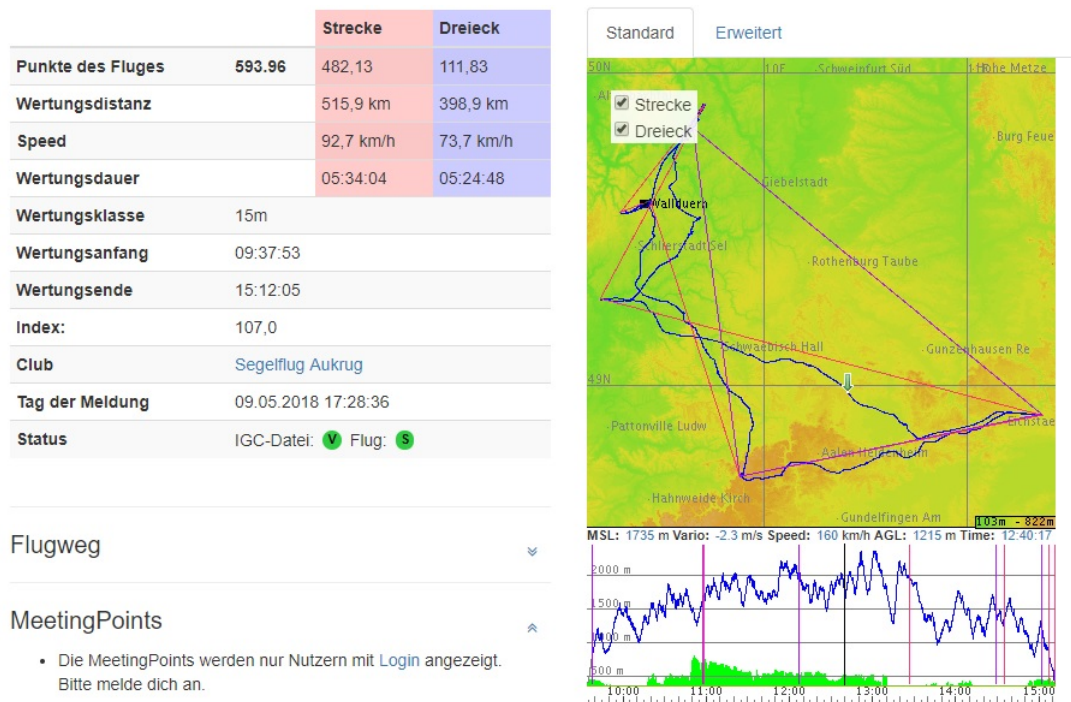 Strecke Dreieck
Punkte des Fluges 593.96 482,13 111,83
Wertungsdistanz 515,9 km 398,9 km
Speed 92,7 km/h 73,7 km/h
Wertungsdauer 05:34:04 05:24:48
Wertungsklasse 15m
Wertungsanfang 09:37:53
Wertungsende 15:12:05
Index: 107,0
Club Segelflug Aukrug
Tag der Meldung 09.05.2018 17:28:36
Status IGC-Datei: V Flug: S
Flugweg
MeetingPoints
• Die MeetingPoints werden nur Nutzern mit Login angezeigt.
Bitte melde dich an.
Standard Erweitert
50N 10E Schweinfurt Süd Hohe Metze
Strecke
Dreieck
Burg Feue
Giebelstadt
Wallduern
Schlierstadt Sel
Rothenburg Taube
Schwaebisch Hall
Gunzenhausen Re
49N
Eichstae
Pattonville Ludw
Aalen Heidenheim
Hahnweide Kirch
Gundelfingen Am
103m - 822m
MSL: 1735 m Vario: -2.3 m/s Speed: 160 km/h AGL: 1215 m Time: 12:40:17
2000 m
1500 m
1000 m
500 m
10:00 11:00 12:00 13:00 14:00 15:00